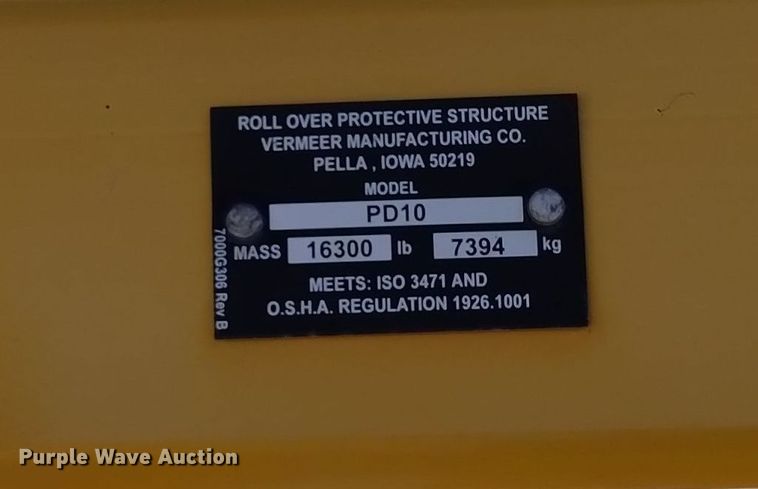 ROLL OVER PROTECTIVE STRUCTURE
VERMEER MANUFACTURING CO.
PELLA , IOWA 50219
MODEL
PD10
MASS 16300 lb 7394 kg
MEETS: ISO 3471 AND
O.S.H.A. REGULATION 1926.1001
7000G306 Rev B
Purple Wave Auction